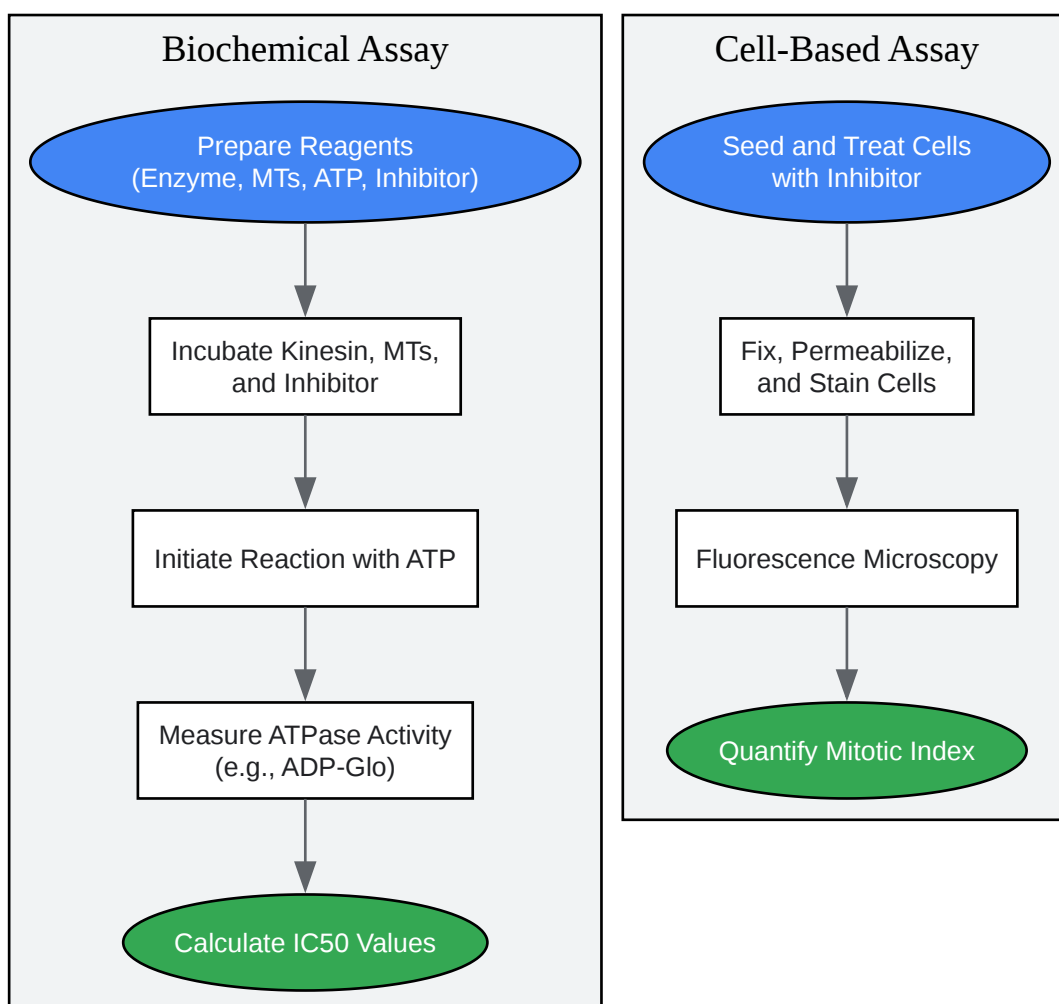 Biochemical Assay
Prepare Reagents
(Enzyme, MTs, ATP, Inhibitor)
Incubate Kinesin, MTs,
and Inhibitor
Initiate Reaction with ATP
Measure ATPase Activity
(e.g., ADP-Glo)
Calculate IC50 Values
Cell-Based Assay
Seed and Treat Cells
with Inhibitor
Fix, Permeabilize,
and Stain Cells
Fluorescence Microscopy
Quantify Mitotic Index